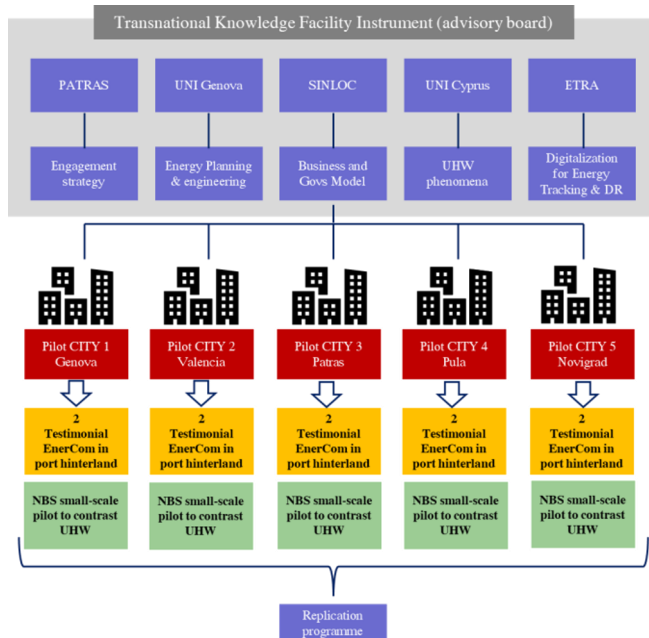 Transnational Knowledge Facility Instrument (advisory board)
PATRAS
UNI Genova
SINLOC
UNI Cyprus
ETRA
Engagement
strategy
Energy Planning
& engineering
Business and
Govs Model
UHW
phenomena
Digitalization
for Energy
Tracking & DR
Pilot CITY 1
Genova
Pilot CITY 2
Valencia
Pilot CITY 3
Patras
Pilot CITY 4
Pula
Pilot CITY 5
Novigrad
2
Testimonial
EnerCom in
port hinterland
2
Testimonial
EnerCom in
port hinterland
2
Testimonial
EnerCom in
port hinterland
2
Testimonial
EnerCom in
port hinterland
2
Testimonial
EnerCom in
port hinterland
NBS small-scale
pilot to contrast
UHW
NBS small-scale
pilot to contrast
UHW
NBS small-scale
pilot to contrast
UHW
NBS small-scale
pilot to contrast
UHW
NBS small-scale
pilot to contrast
UHW
Replication
programme